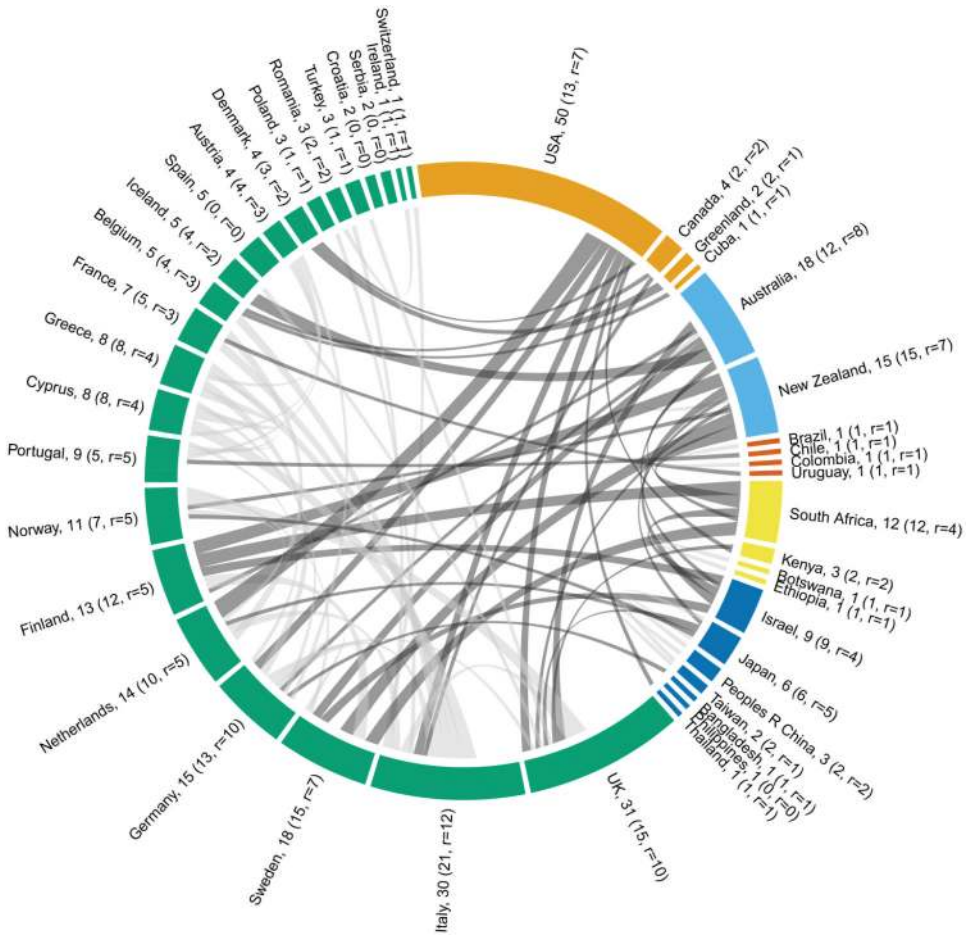 USA, 50 (13, r=7)
Canada, 4 (2, r=2)
Greenland, 2 (2, r=1)
Cuba, 1 (1, r=1)
Australia, 18 (12, r=8)
New Zealand, 15 (15, r=7)
Brazil, 1 (1, r=1)
Chile, 1 (1, r=1)
Colombia, 1 (1, r=1)
Uruguay, 1 (1, r=1)
South Africa, 12 (12, r=4)
Kenya, 3 (2, r=2)
Botswana, 1 (1, r=1)
Ethiopia, 1 (1, r=1)
Israel, 9 (9, r=4)
Japan, 6 (6, r=5)
Peoples R China, 3 (2, r=2)
Taiwan, 2 (2, r=1)
Bangladesh, 1 (1, r=1)
Philippines, 1 (0, r=0)
Thailand, 1 (1, r=1)
UK, 31 (15, r=10)
Italy, 30 (21, r=12)
Sweden, 18 (15, r=7)
Germany, 15 (13, r=10)
Netherlands, 14 (10, r=5)
Finland, 13 (12, r=5)
Norway, 11 (7, r=5)
Portugal, 9 (5, r=5)
Cyprus, 8 (8, r=4)
Greece, 8 (8, r=4)
France, 7 (5, r=3)
Belgium, 5 (4, r=3)
Iceland, 5 (4, r=2)
Spain, 5 (0, r=0)
Austria, 4 (4, r=3)
Denmark, 4 (3, r=2)
Poland, 3 (1, r=1)
Romania, 3 (2, r=2)
Turkey, 3 (1, r=1)
Croatia, 2 (0, r=0)
Serbia, 2 (0, r=0)
Ireland, 1 (1, r=1)
Switzerland, 1 (1, r=1)